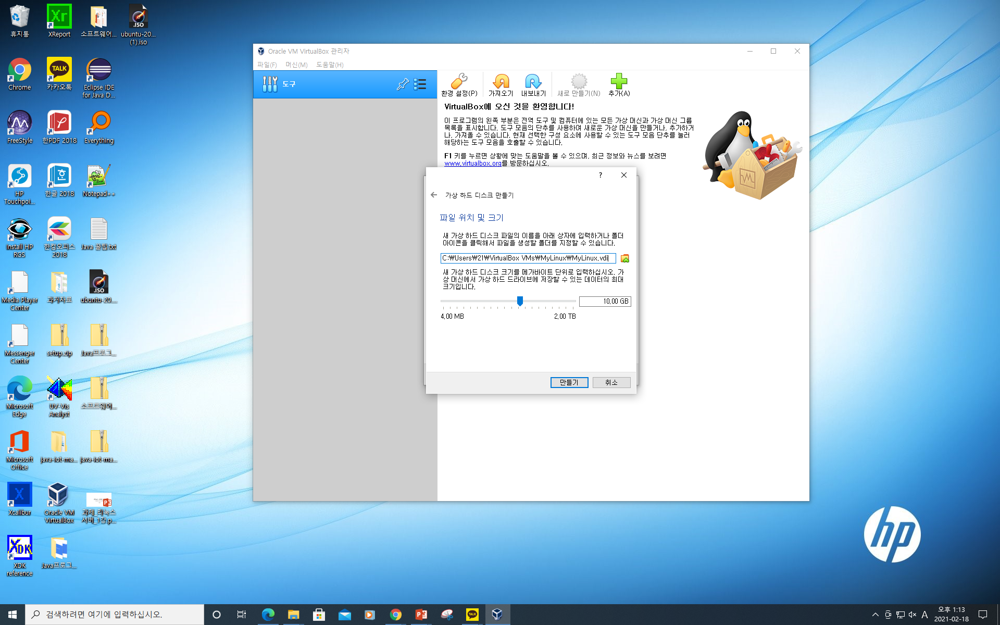 휴지통
XReport
소프트웨어...
ubuntu-20...
(1).iso
.ISO
Chrome
TALK
카카오톡
Eclipse IDE
for Java D...
FreeStyle
한PDF 2018
Everything
HP
Touchpoi...
한글 2018
Notepad++
Install HP
RGS
한컴오피스
2018
Java 꿀팁.txt
Media Player
Center
과거자료
.ISO
ubuntu-20....
Messenger
Center
setup.zip
Java프로그...
Microsoft
Edge
UV-Vis
Analyst
소프트웨어...
Microsoft
Office
java-iot-ma...
java-iot-ma...
Xcalibur
Oracle VM
VirtualBox
과제_리눅스
서버_1강.p...
XDK
XDK
reference
Java프로그...
Oracle VM VirtualBox 관리자
파일(F) 머신(M) 도움말(H)
도구
환경 설정(P) 가져오기 내보내기 새로 만들기(N) 추가(A)
VirtualBox에 오신 것을 환영합니다!
이 프로그램의 왼쪽 부분은 전역 도구 및 컴퓨터에 있는 모든 가상 머신과 가상 머신 그룹
목록을 표시합니다. 도구 모음의 단추를 사용하여 새로운 가상 머신을 만들거나, 추가하거
나, 가져올 수 있습니다. 현재 선택한 구성 요소에 사용할 수 있는 도구 모음 단추를 눌러
해당하는 도구 모음을 호출할 수 있습니다.
F1 키를 누르면 상황에 맞는 도움말을 볼 수 있으며, 최근 정보와 뉴스를 보려면
www.virtualbox.org를 방문하십시오.
?
가상 하드 디스크 만들기
파일 위치 및 크기
새 가상 하드 디스크 파일의 이름을 아래 상자에 입력하거나 폴더
아이콘을 클릭해서 파일을 생성할 폴더를 지정할 수 있습니다.
C:₩Users₩21₩VirtualBox VMs₩MyLinux₩MyLinux.vdi
새 가상 하드 디스크 크기를 메가바이트 단위로 입력하십시오. 가
상 머신에서 가상 하드 드라이브에 저장할 수 있는 데이터의 최대
크기입니다.
10.00 GB
4.00 MB 2.00 TB
만들기 취소
hp
검색하려면 여기에 입력하십시오.
TALK
A
오후 1:13
2021-02-18